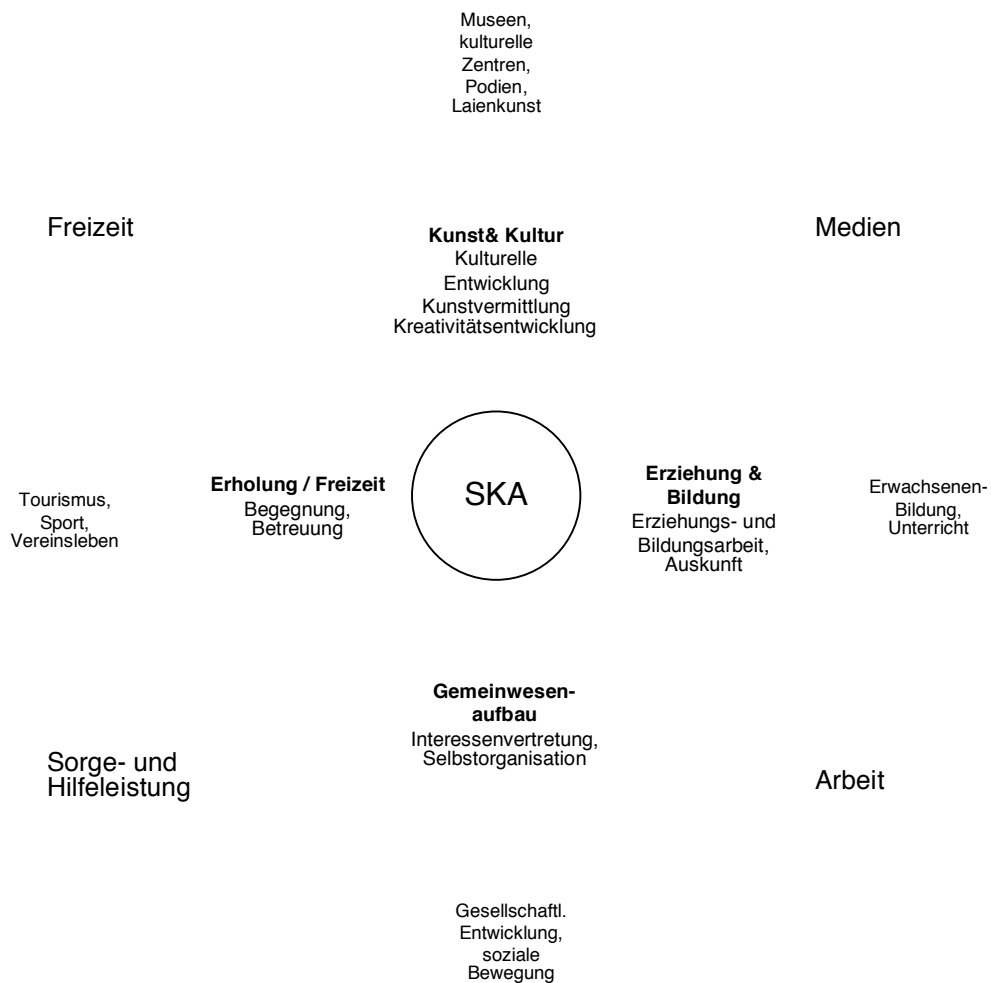 Museen,
kulturelle
Zentren,
Podien,
Laienkunst
Freizeit
Medien
Kunst& Kultur
Kulturelle
Entwicklung
Kunstvermittlung
Kreativitätsentwicklung
Tourismus,
Sport,
Vereinsleben
Erholung / Freizeit
Begegnung,
Betreuung
SKA
Erziehung &
Bildung
Erziehungs- und
Bildungsarbeit,
Auskunft
Erwachsenen-
Bildung,
Unterricht
Gemeinwesen-
aufbau
Interessenvertretung,
Selbstorganisation
Sorge- und
Hilfeleistung
Arbeit
Gesellschaftl.
Entwicklung,
soziale
Bewegung